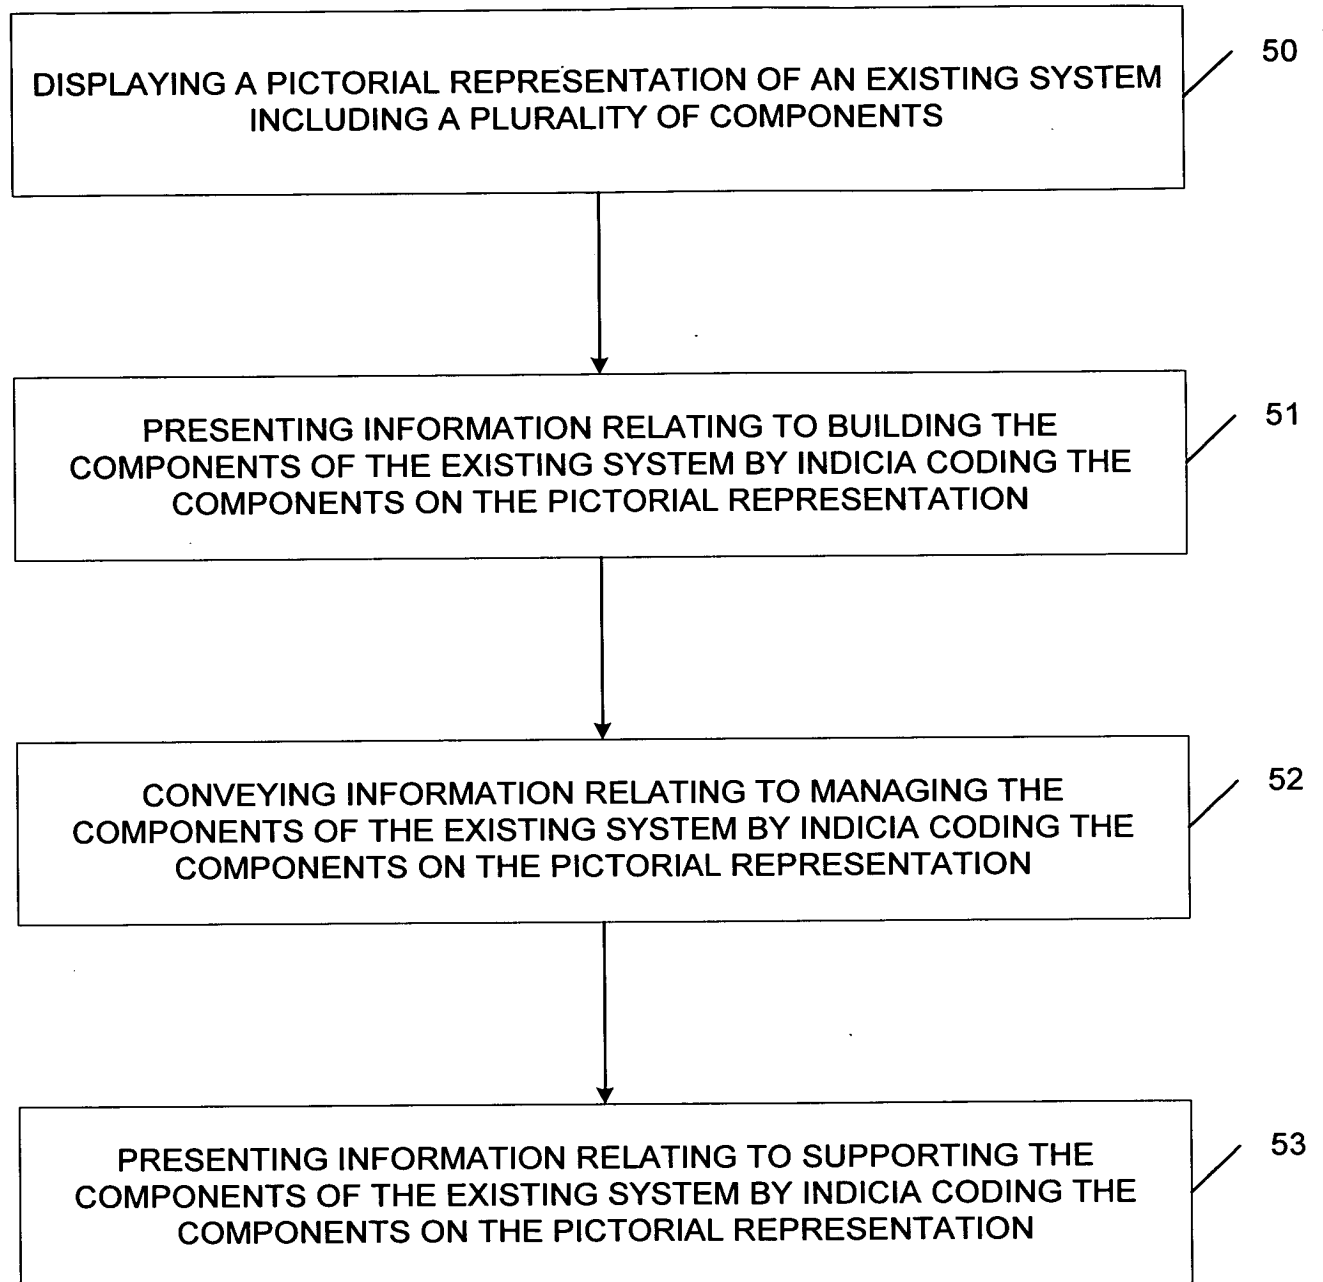 50
DISPLAYING A PICTORIAL REPRESENTATION OF AN EXISTING SYSTEM
INCLUDING A PLURALITY OF COMPONENTS
51
PRESENTING INFORMATION RELATING TO BUILDING THE
COMPONENTS OF THE EXISTING SYSTEM BY INDICIA CODING THE
COMPONENTS ON THE PICTORIAL REPRESENTATION
52
CONVEYING INFORMATION RELATING TO MANAGING THE
COMPONENTS OF THE EXISTING SYSTEM BY INDICIA CODING THE
COMPONENTS ON THE PICTORIAL REPRESENTATION
53
PRESENTING INFORMATION RELATING TO SUPPORTING THE
COMPONENTS OF THE EXISTING SYSTEM BY INDICIA CODING THE
COMPONENTS ON THE PICTORIAL REPRESENTATION